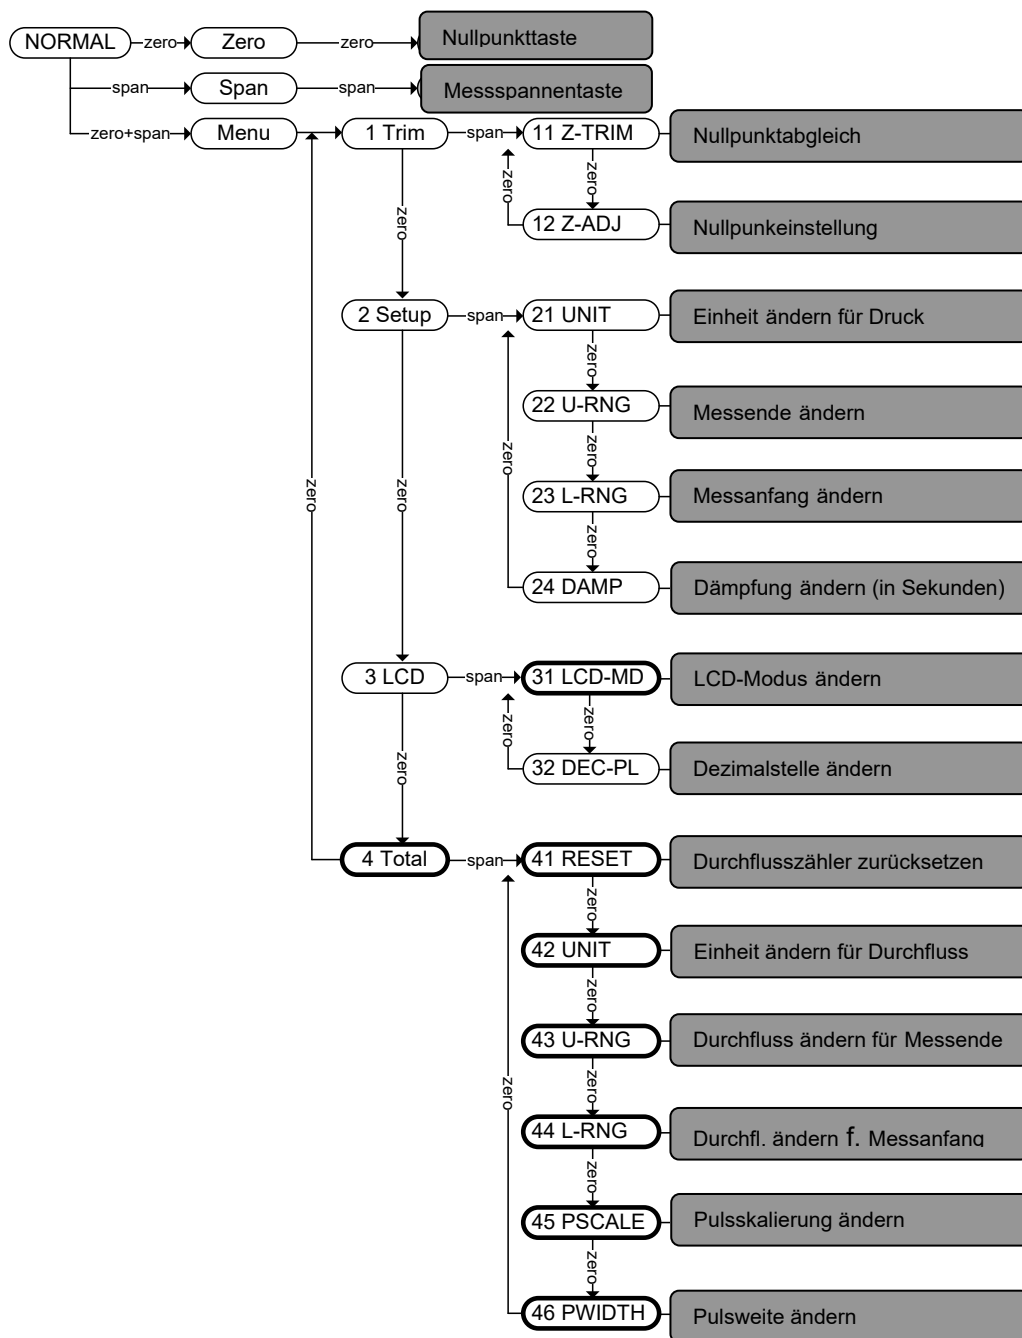 NORMAL zero Zero zero Nullpunkttaste
span Span span Messspannentaste
zero+span Menu 1 Trim span 11 Z-TRIM Nullpunktabgleich
zero zero
zero 12 Z-ADJ Nullpunkeinstellung
2 Setup span 21 UNIT Einheit ändern für Druck
zero
22 U-RNG Messende ändern
zero zero
zero zero 23 L-RNG Messanfang ändern
zero
24 DAMP Dämpfung ändern (in Sekunden)
3 LCD span 31 LCD-MD LCD-Modus ändern
zero zero
zero 32 DEC-PL Dezimalstelle ändern
4 Total span 41 RESET Durchflusszähler zurücksetzen
zero
42 UNIT Einheit ändern für Durchfluss
zero
43 U-RNG Durchfluss ändern für Messende
zero zero
44 L-RNG Durchfl. ändern f. Messanfang
zero
45 PSCALE Pulsskalierung ändern
zero
46 PWIDTH Pulsweite ändern